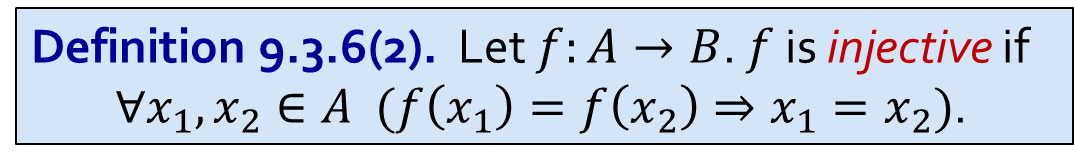 Definition 9.3.6(2). Let 𝑓: 𝐴 → 𝐵. 𝑓 is injective if
∀𝑥₁, 𝑥₂ ∈ 𝐴 (𝑓(𝑥₁) = 𝑓(𝑥₂) ⇒ 𝑥₁ = 𝑥₂).